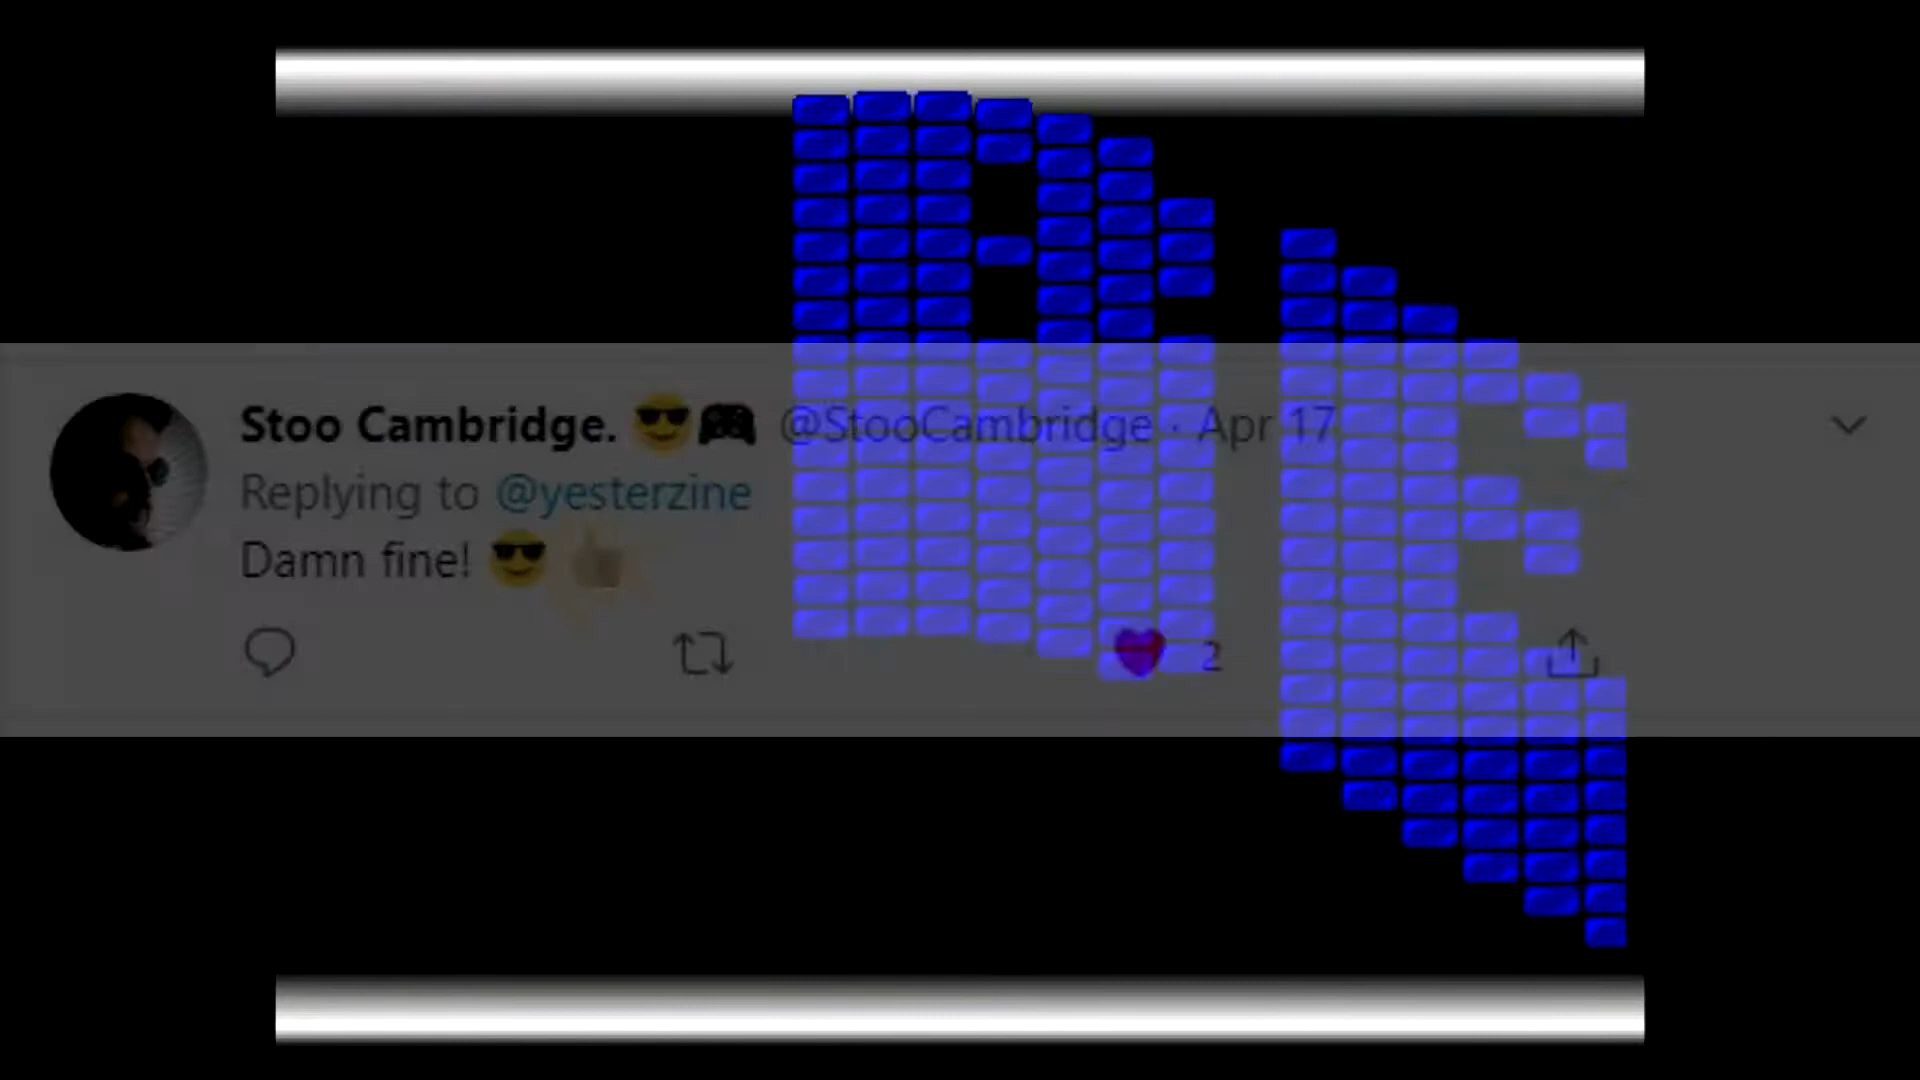 Stoo Cambridge. 😎🎮 @StooCambridge · Apr 17
Replying to @yesterzine
Damn fine! 😎 👍
2